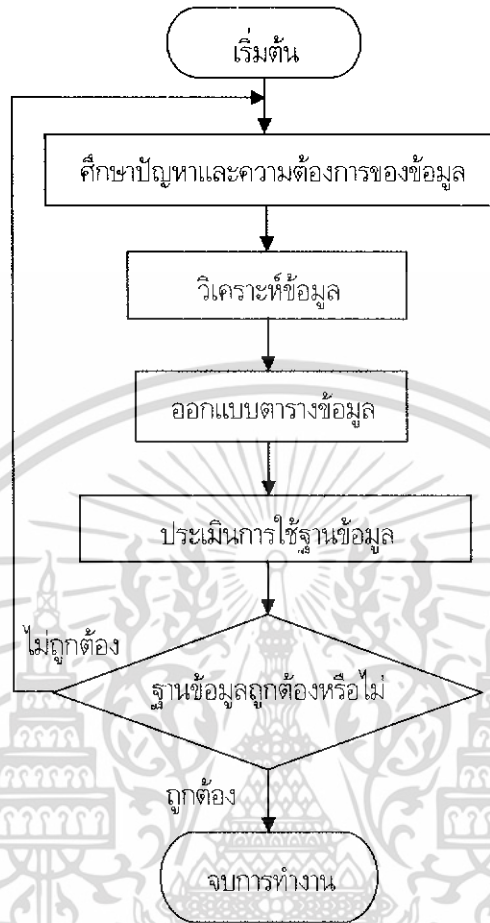 เริ่มต้น
ศึกษาปัญหาและความต้องการของข้อมูล
วิเคราะห์ข้อมูล
ออกแบบตารางข้อมูล
ประเมินการใช้ฐานข้อมูล
ไม่ถูกต้อง
ฐานข้อมูลถูกต้องหรือไม่
ถูกต้อง
จบการทำงาน